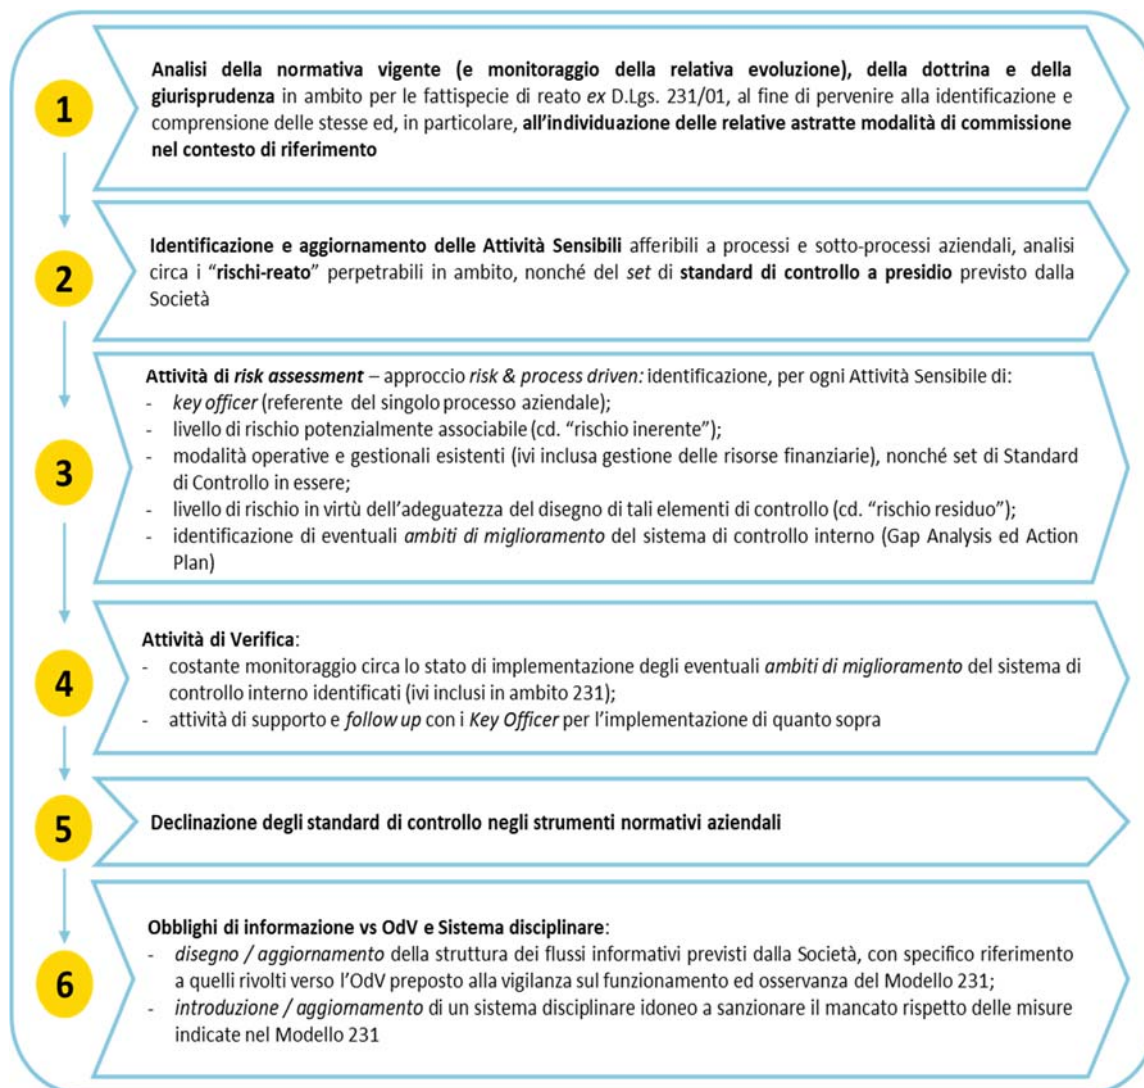 1
Analisi della normativa vigente (e monitoraggio della relativa evoluzione), della dottrina e della
giurisprudenza in ambito per le fattispecie di reato ex D.Lgs. 231/01, al fine di pervenire alla identificazione e
comprensione delle stesse ed, in particolare, all'individuazione delle relative astratte modalità di commissione
nel contesto di riferimento
2
Identificazione e aggiornamento delle Attività Sensibili afferibili a processi e sotto-processi aziendali, analisi
circa i “rischi-reato” perpetrabili in ambito, nonché del set di standard di controllo a presidio previsto dalla
Società
3
Attività di risk assessment – approccio risk & process driven: identificazione, per ogni Attività Sensibile di:
- key officer (referente del singolo processo aziendale);
- livello di rischio potenzialmente associabile (cd. “rischio inerente”);
- modalità operative e gestionali esistenti (ivi inclusa gestione delle risorse finanziarie), nonché set di Standard
di Controllo in essere;
- livello di rischio in virtù dell'adeguatezza del disegno di tali elementi di controllo (cd. “rischio residuo”);
- identificazione di eventuali ambiti di miglioramento del sistema di controllo interno (Gap Analysis ed Action
Plan)
4
Attività di Verifica:
- costante monitoraggio circa lo stato di implementazione degli eventuali ambiti di miglioramento del sistema di
controllo interno identificati (ivi inclusi in ambito 231);
- attività di supporto e follow up con i Key Officer per l'implementazione di quanto sopra
5
Declinazione degli standard di controllo negli strumenti normativi aziendali
6
Obblighi di informazione vs OdV e Sistema disciplinare:
- disegno / aggiornamento della struttura dei flussi informativi previsti dalla Società, con specifico riferimento
a quelli rivolti verso l'OdV preposto alla vigilanza sul funzionamento ed osservanza del Modello 231;
- introduzione / aggiornamento di un sistema disciplinare idoneo a sanzionare il mancato rispetto delle misure
indicate nel Modello 231